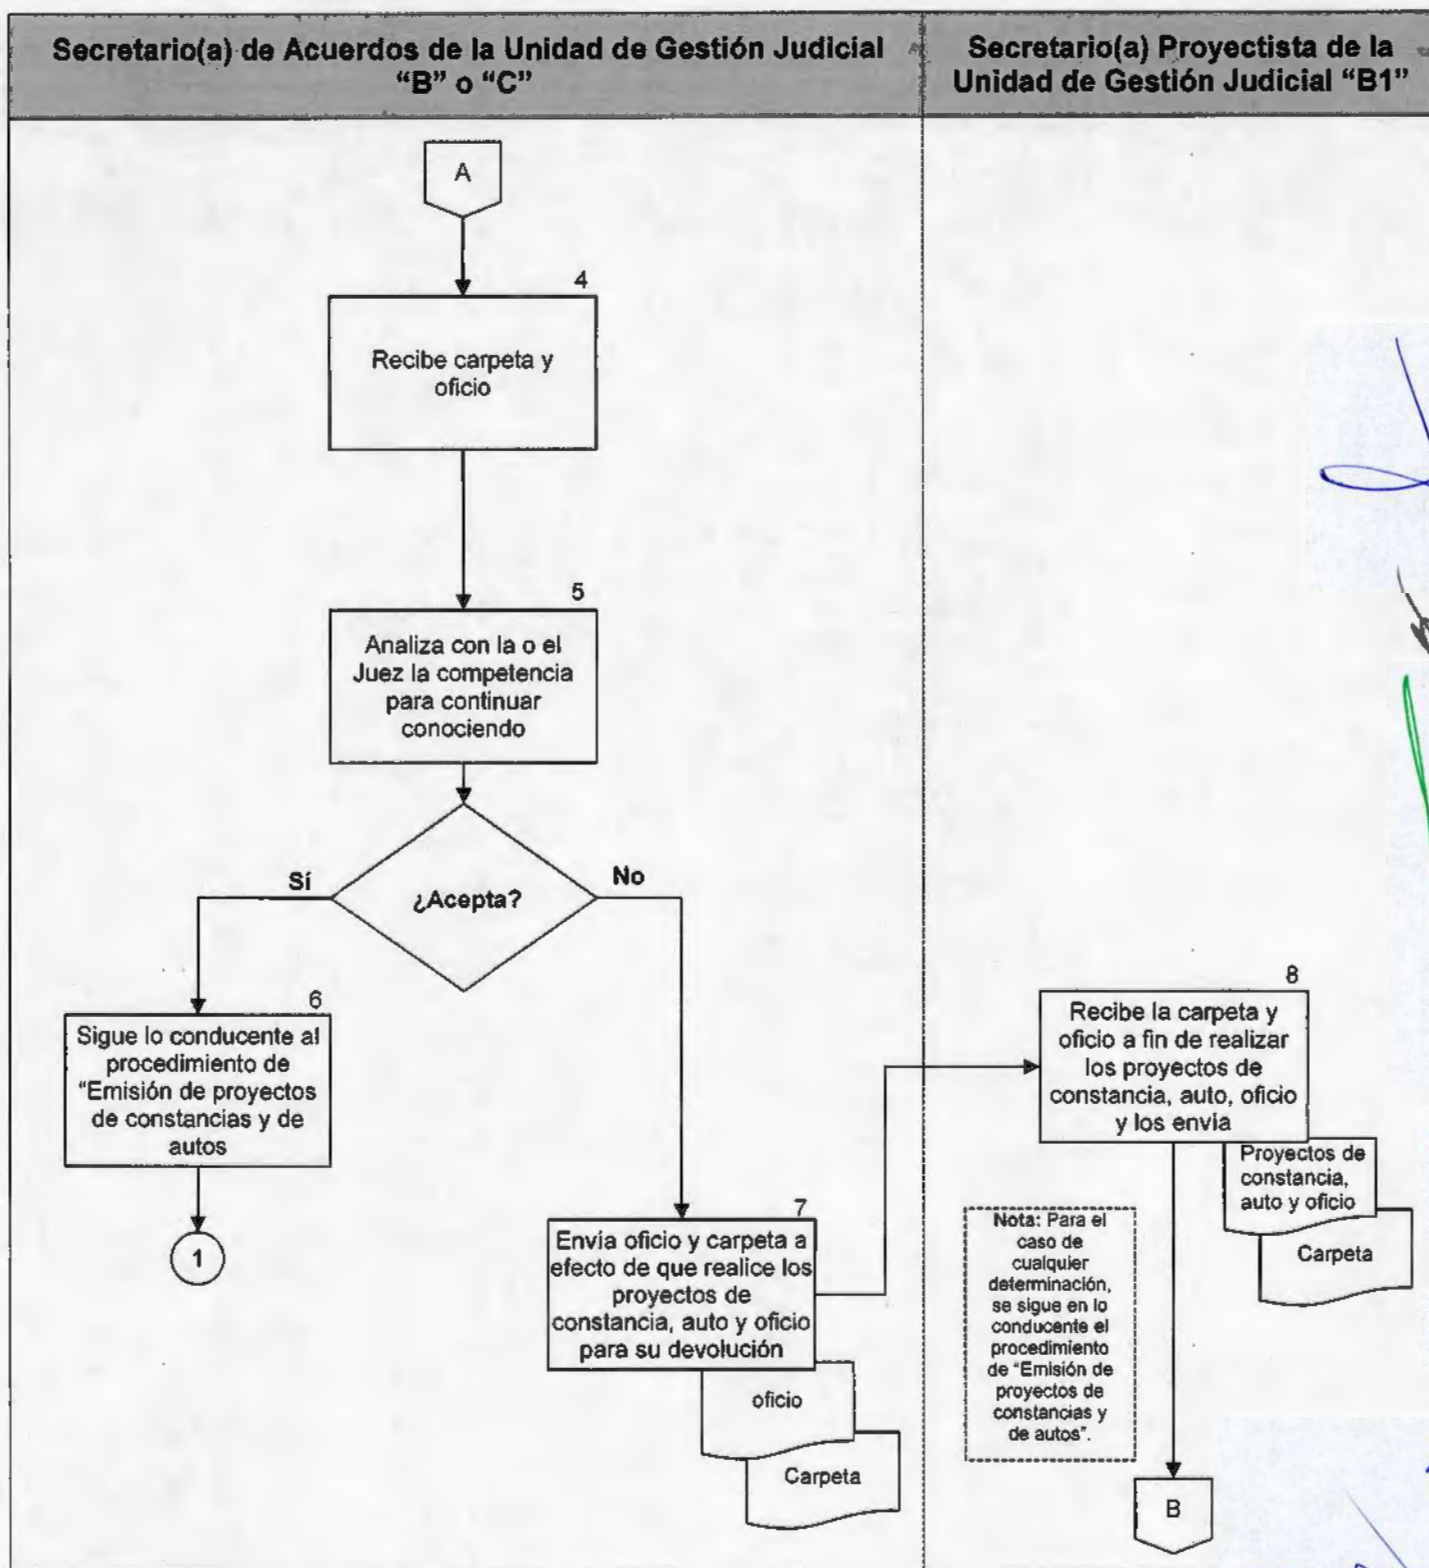 Secretario(a) de Acuerdos de la Unidad de Gestión Judicial
“B” o “C”
Secretario(a) Proyectista de la
Unidad de Gestión Judicial “B1”
A
4
Recibe carpeta y
oficio
5
Analiza con la o el
Juez la competencia
para continuar
conociendo
¿Acepta?
Sí
No
6
Sigue lo conducente al
procedimiento de
“Emisión de proyectos
de constancias y de
autos
1
7
Envia oficio y carpeta a
efecto de que realice los
proyectos de
constancia, auto y oficio
para su devolución
oficio
Carpeta
8
Recibe la carpeta y
oficio a fin de realizar
los proyectos de
constancia, auto, oficio
y los envia
Proyectos de
constancia,
auto y oficio
Carpeta
Nota: Para el
caso de
cualquier
determinación,
se sigue en lo
conducente el
procedimiento
de “Emisión de
proyectos de
constancias y
de autos”.
B